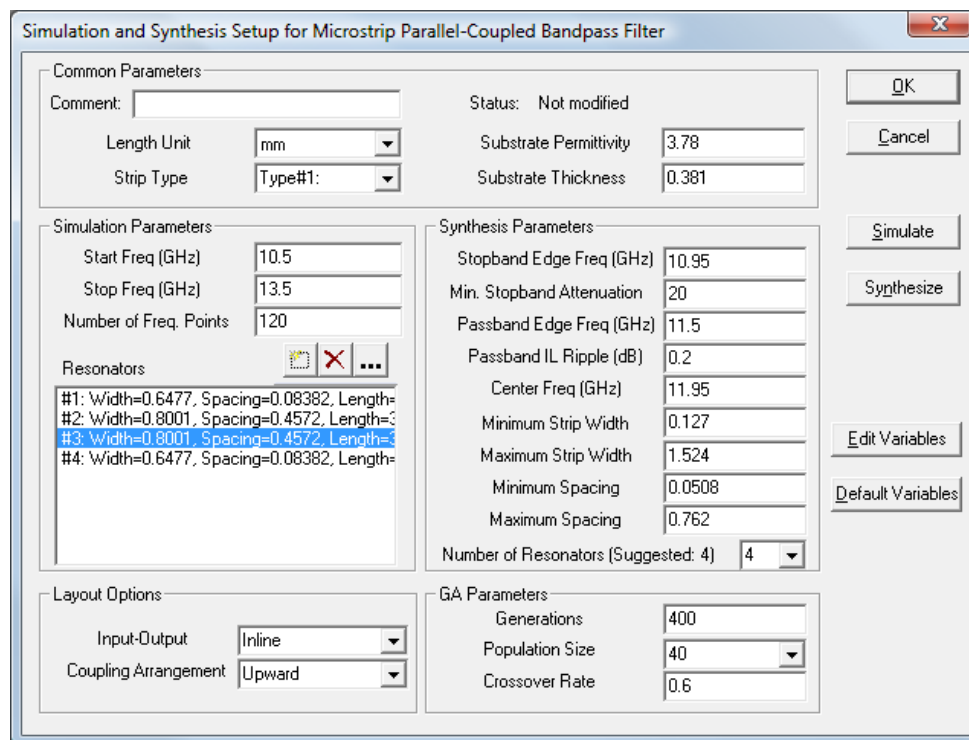 Simulation and Synthesis Setup for Microstrip Parallel-Coupled Bandpass Filter
Common Parameters
Comment:
Status: Not modified
Length Unit mm
Substrate Permittivity 3.78
Strip Type Type#1:
Substrate Thickness 0.381
OK
Cancel
Simulation Parameters
Start Freq (GHz) 10.5
Stop Freq (GHz) 13.5
Number of Freq. Points 120
...
Resonators
#1: Width=0.6477, Spacing=0.08382, Length=
#2: Width=0.8001, Spacing=0.4572, Length=3
#3: Width=0.8001, Spacing=0.4572, Length=3
#4: Width=0.6477, Spacing=0.08382, Length=
Synthesis Parameters
Stopband Edge Freq (GHz) 10.95
Min. Stopband Attenuation 20
Passband Edge Freq (GHz) 11.5
Passband IL Ripple (dB) 0.2
Center Freq (GHz) 11.95
Minimum Strip Width 0.127
Maximum Strip Width 1.524
Minimum Spacing 0.0508
Maximum Spacing 0.762
Number of Resonators (Suggested: 4) 4
Simulate
Synthesize
Edit Variables
Default Variables
Layout Options
Input-Output Inline
Coupling Arrangement Upward
GA Parameters
Generations 400
Population Size 40
Crossover Rate 0.6